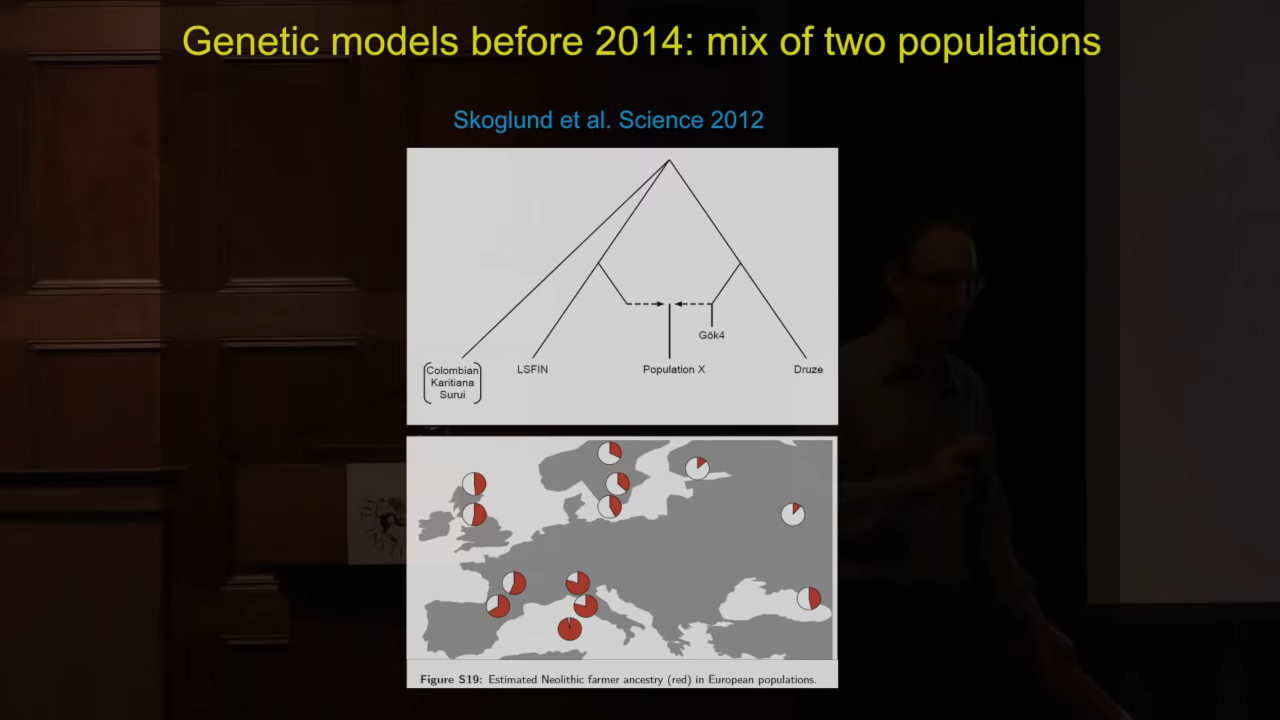 Genetic models before 2014: mix of two populations
Skoglund et al. Science 2012
Gök4
Colombian
Karitiana
Surui
LSFIN
Population X
Druze
Figure S19: Estimated Neolithic farmer ancestry (red) in European populations.